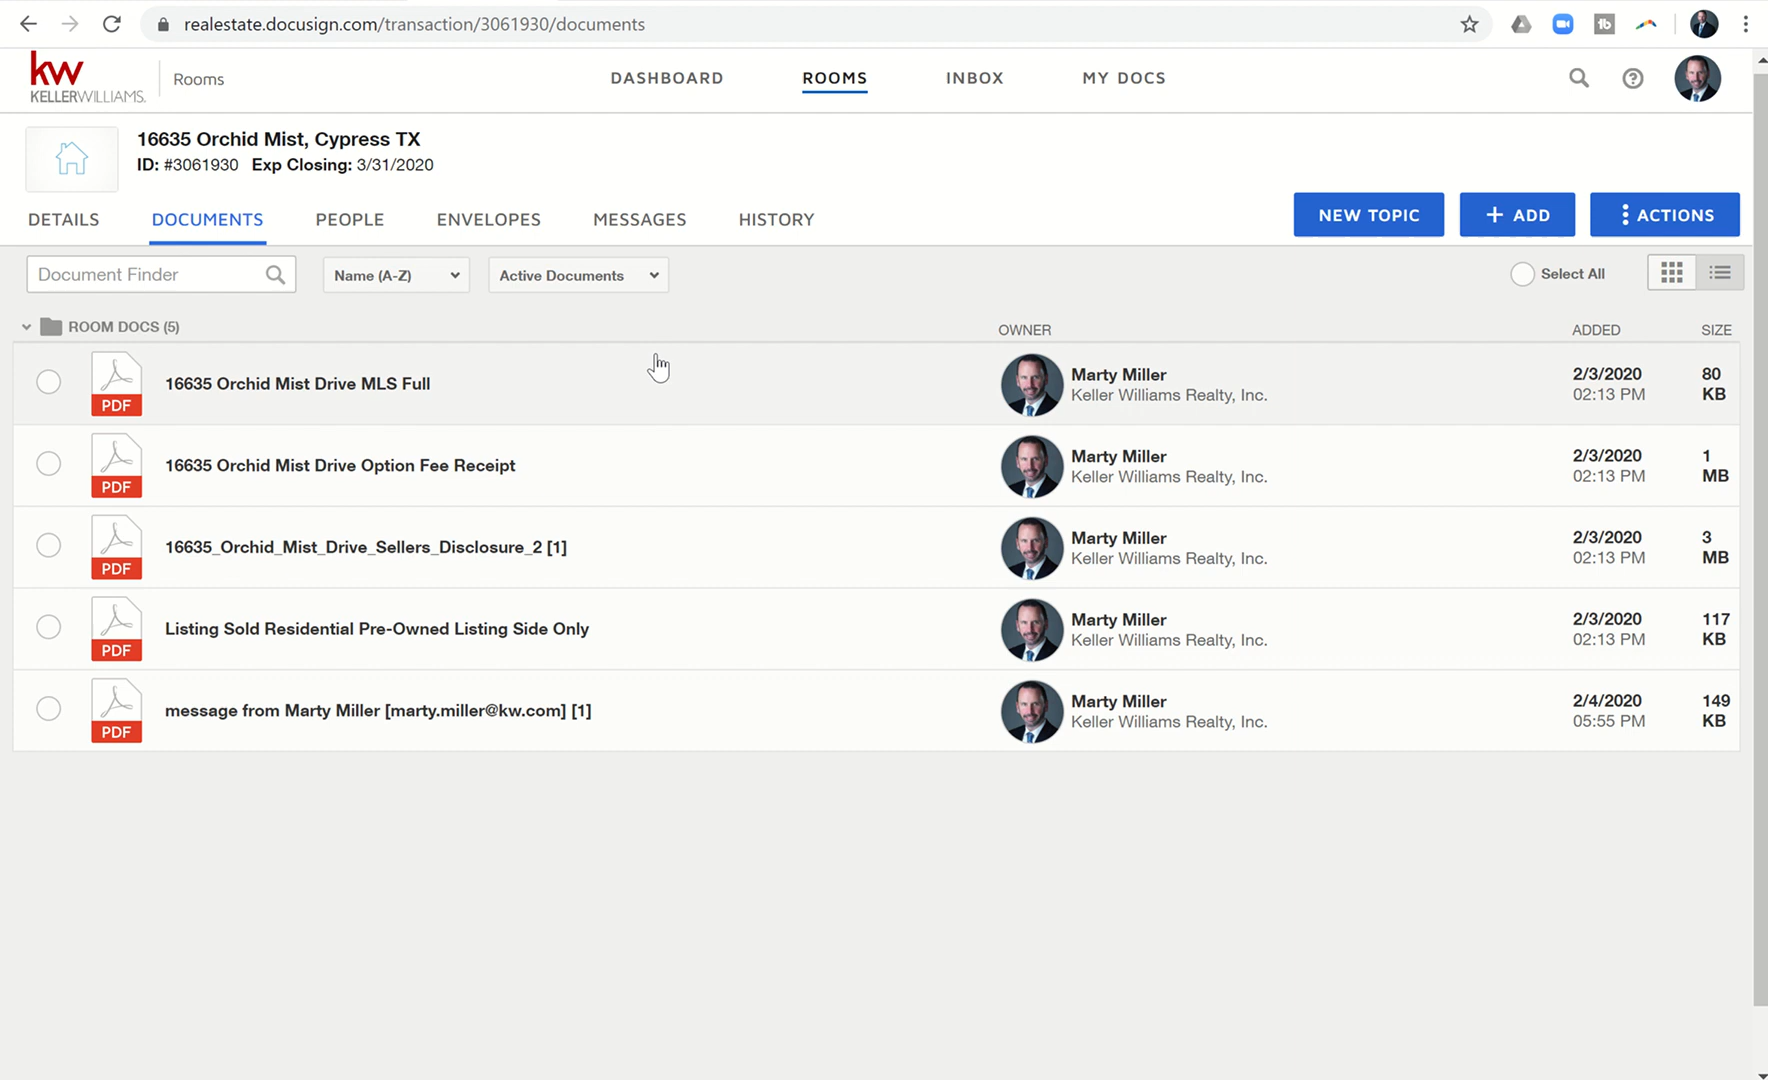 realestate.docusign.com/transaction/3061930/documents
kw
KELLERWILLIAMS.
Rooms
DASHBOARD
ROOMS
INBOX
MY DOCS
16635 Orchid Mist, Cypress TX
ID: #3061930 Exp Closing: 3/31/2020
DETAILS
DOCUMENTS
PEOPLE
ENVELOPES
MESSAGES
HISTORY
NEW TOPIC
+ ADD
ACTIONS
Document Finder
Name (A-Z)
Active Documents
Select All
ROOM DOCS (5)
OWNER
ADDED
SIZE
PDF
16635 Orchid Mist Drive MLS Full
Marty Miller
Keller Williams Realty, Inc.
2/3/2020
02:13 PM
80
KB
PDF
16635 Orchid Mist Drive Option Fee Receipt
Marty Miller
Keller Williams Realty, Inc.
2/3/2020
02:13 PM
1
MB
PDF
16635_Orchid_Mist_Drive_Sellers_Disclosure_2 [1]
Marty Miller
Keller Williams Realty, Inc.
2/3/2020
02:13 PM
3
MB
PDF
Listing Sold Residential Pre-Owned Listing Side Only
Marty Miller
Keller Williams Realty, Inc.
2/3/2020
02:13 PM
117
KB
PDF
message from Marty Miller [marty.miller@kw.com] [1]
Marty Miller
Keller Williams Realty, Inc.
2/4/2020
05:55 PM
149
KB